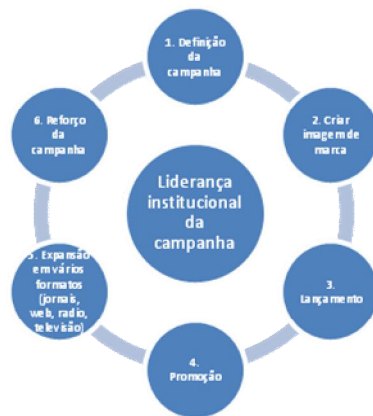 1. Definição
da
campanha
2. Criar
imagem de
marca
3.
Lançamento
4.
Promoção
5. Expansão
em vários
formatos
(jornais,
web, radio,
televisão)
6. Reforço
da
campanha
Liderança
institucional
da
campanha